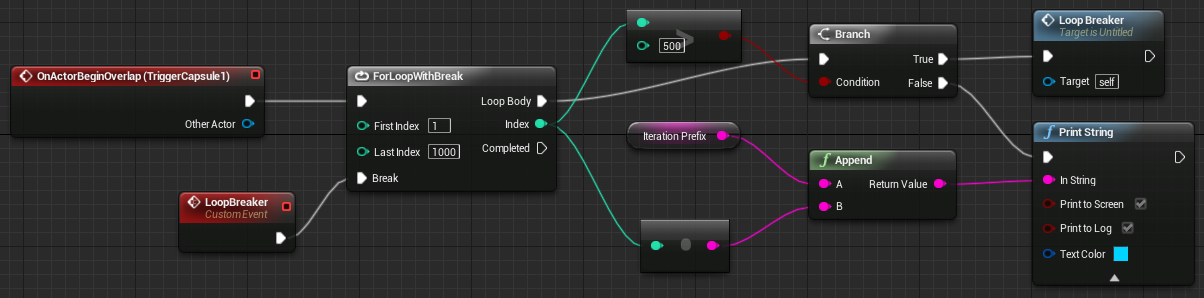 OnActorBeginOverlap (TriggerCapsule1)
Other Actor
LoopBreaker
Custom Event
ForLoopWithBreak
Loop Body
First Index 1
Index
Last Index 1000
Completed
Break
>
500
Iteration Prefix
Branch
True
Condition
False
Append
A
Return Value
B
Loop Breaker
Target is Untitled
Target self
Print String
In String
Print to Screen
Print to Log
Text Color